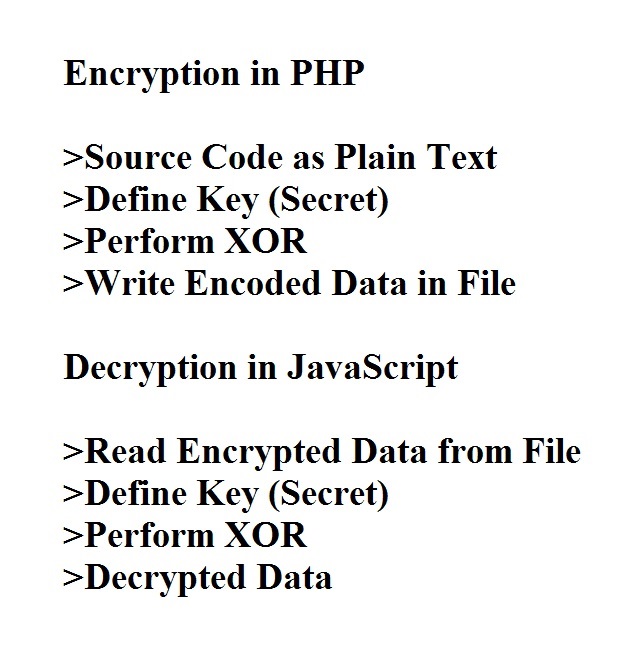 Encryption in PHP
>Source Code as Plain Text
>Define Key (Secret)
>Perform XOR
>Write Encoded Data in File
Decryption in JavaScript
>Read Encrypted Data from File
>Define Key (Secret)
>Perform XOR
>Decrypted Data